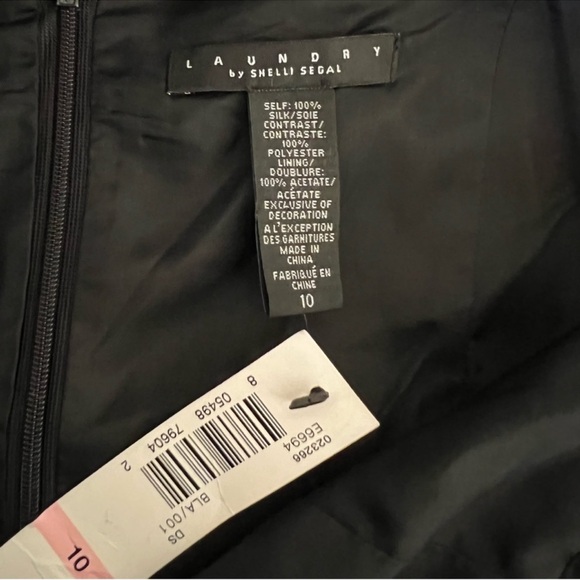 LAUNDRY
by SHELLI SEGAL
SELF: 100%
SILK/SOIE
CONTRAST/
CONTRASTE:
100%
POLYESTER
LINING/
DOUBLURE:
100% ACETATE/
ACÉTATE
EXCLUSIVE OF
DECORATION
A L'EXCEPTION
DES GARNITURES
MADE IN
CHINA
FABRIQUÉ EN
CHINE
10
023266
E6694
8 05498 79604 2
BLA/001
DS
10